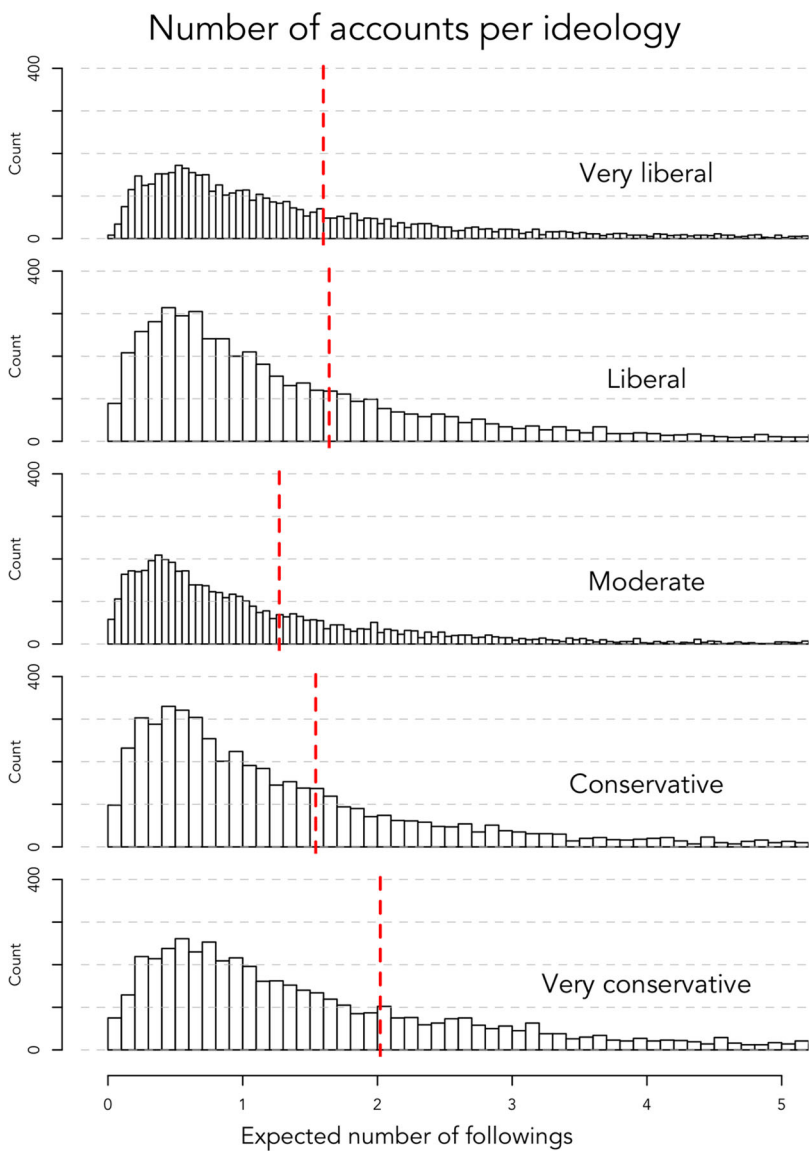 Number of accounts per ideology
400
Count
0
Very liberal
400
Count
0
Liberal
400
Count
0
Moderate
400
Count
0
Conservative
400
Count
0
Very conservative
0 1 2 3 4 5
Expected number of followings